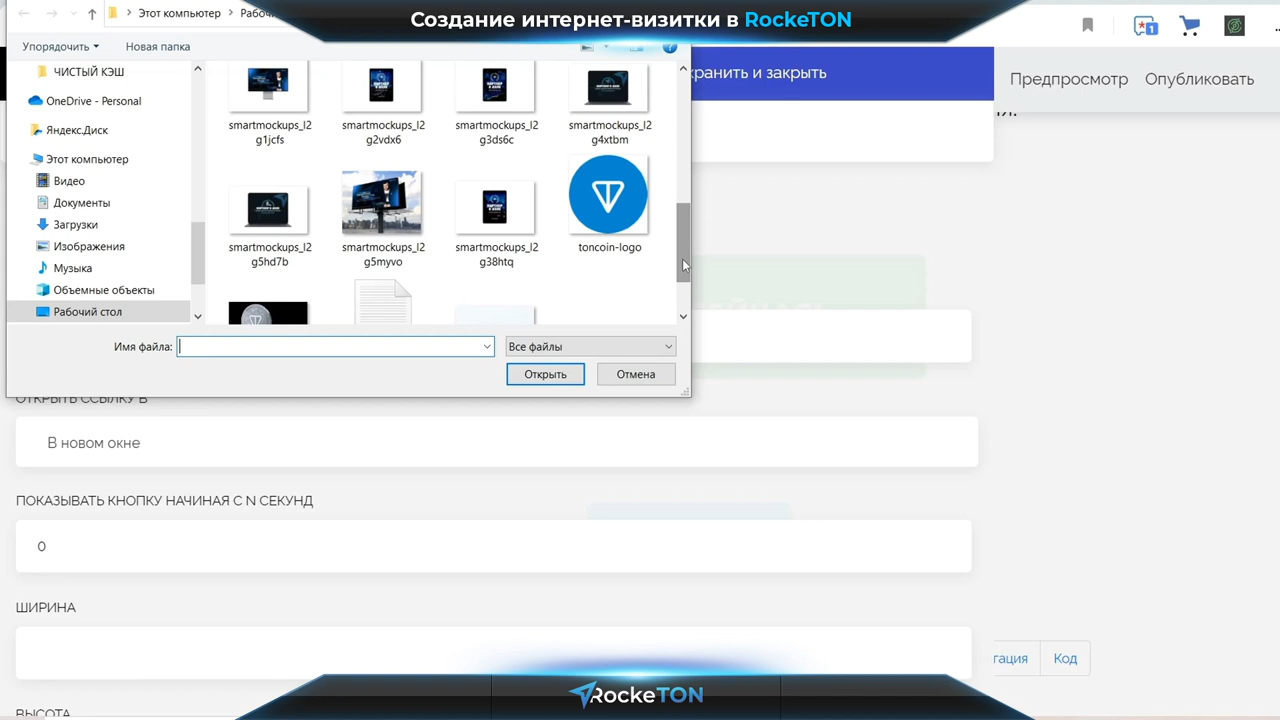 Создание интернет-визитки в RockeTON
Этот компьютер
Упорядочить
Новая папка
хранить и закрыть
Предпросмотр
Опубликовать
ЧИСТЫЙ КЭШ
OneDrive - Personal
Яндекс.Диск
Этот компьютер
Видео
Документы
Загрузки
Изображения
Музыка
Объемные объекты
Рабочий стол
smartmockups_l2
g1jcfs
smartmockups_l2
g2vdx6
smartmockups_l2
g3ds6c
smartmockups_l2
g4xtbm
smartmockups_l2
g5hd7b
smartmockups_l2
g5myvo
smartmockups_l2
g38htq
toncoin-logo
Имя файла:
Все файлы
Открыть
Отмена
ОТКРЫТЬ ССЫЛКУ В
В новом окне
ПОКАЗЫВАТЬ КНОПКУ НАЧИНАЯ С N СЕКУНД
0
ШИРИНА
гация
Код
RockeTON
ВЫСОТА